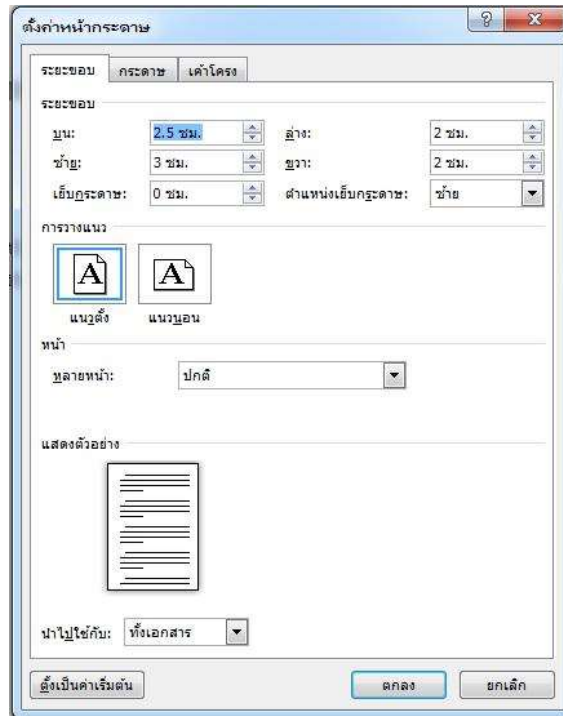 ตั้งค่าหน้ากระดาษ
ระยะขอบ กระดาษ เค้าโครง
ระยะขอบ
บน: 2.5 ซม. ล่าง: 2 ซม.
ซ้าย: 3 ซม. ขวา: 2 ซม.
เย็บกระดาษ: 0 ซม. ตำแหน่งเย็บกระดาษ: ซ้าย
การวางแนว
A A
แนวตั้ง แนวนอน
หน้า
หลายหน้า: ปกติ
แสดงตัวอย่าง
นำไปใช้กับ: ทั้งเอกสาร
ตั้งเป็นค่าเริ่มต้น ตกลง ยกเลิก